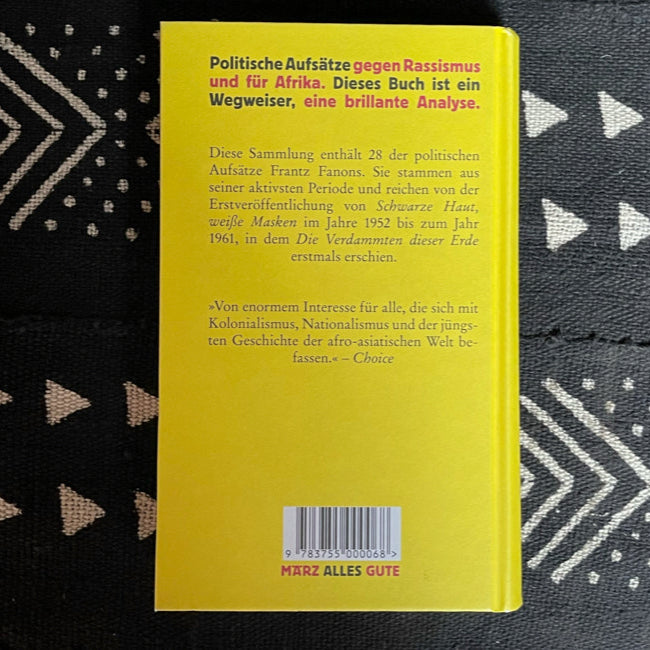 Politische Aufsätze gegen Rassismus
und für Afrika. Dieses Buch ist ein
Wegweiser, eine brillante Analyse.
Diese Sammlung enthält 28 der politischen
Aufsätze Frantz Fanons. Sie stammen aus
seiner aktivsten Periode und reichen von der
Erstveröffentlichung von Schwarze Haut,
weiße Masken im Jahre 1952 bis zum Jahr
1961, in dem Die Verdammten dieser Erde
erstmals erschien.
»Von enormem Interesse für alle, die sich mit
Kolonialismus, Nationalismus und der jüngs-
ten Geschichte der afro-asiatischen Welt be-
fassen.« – Choice
9 783755 000068 >
MÄRZ ALLES GUTE